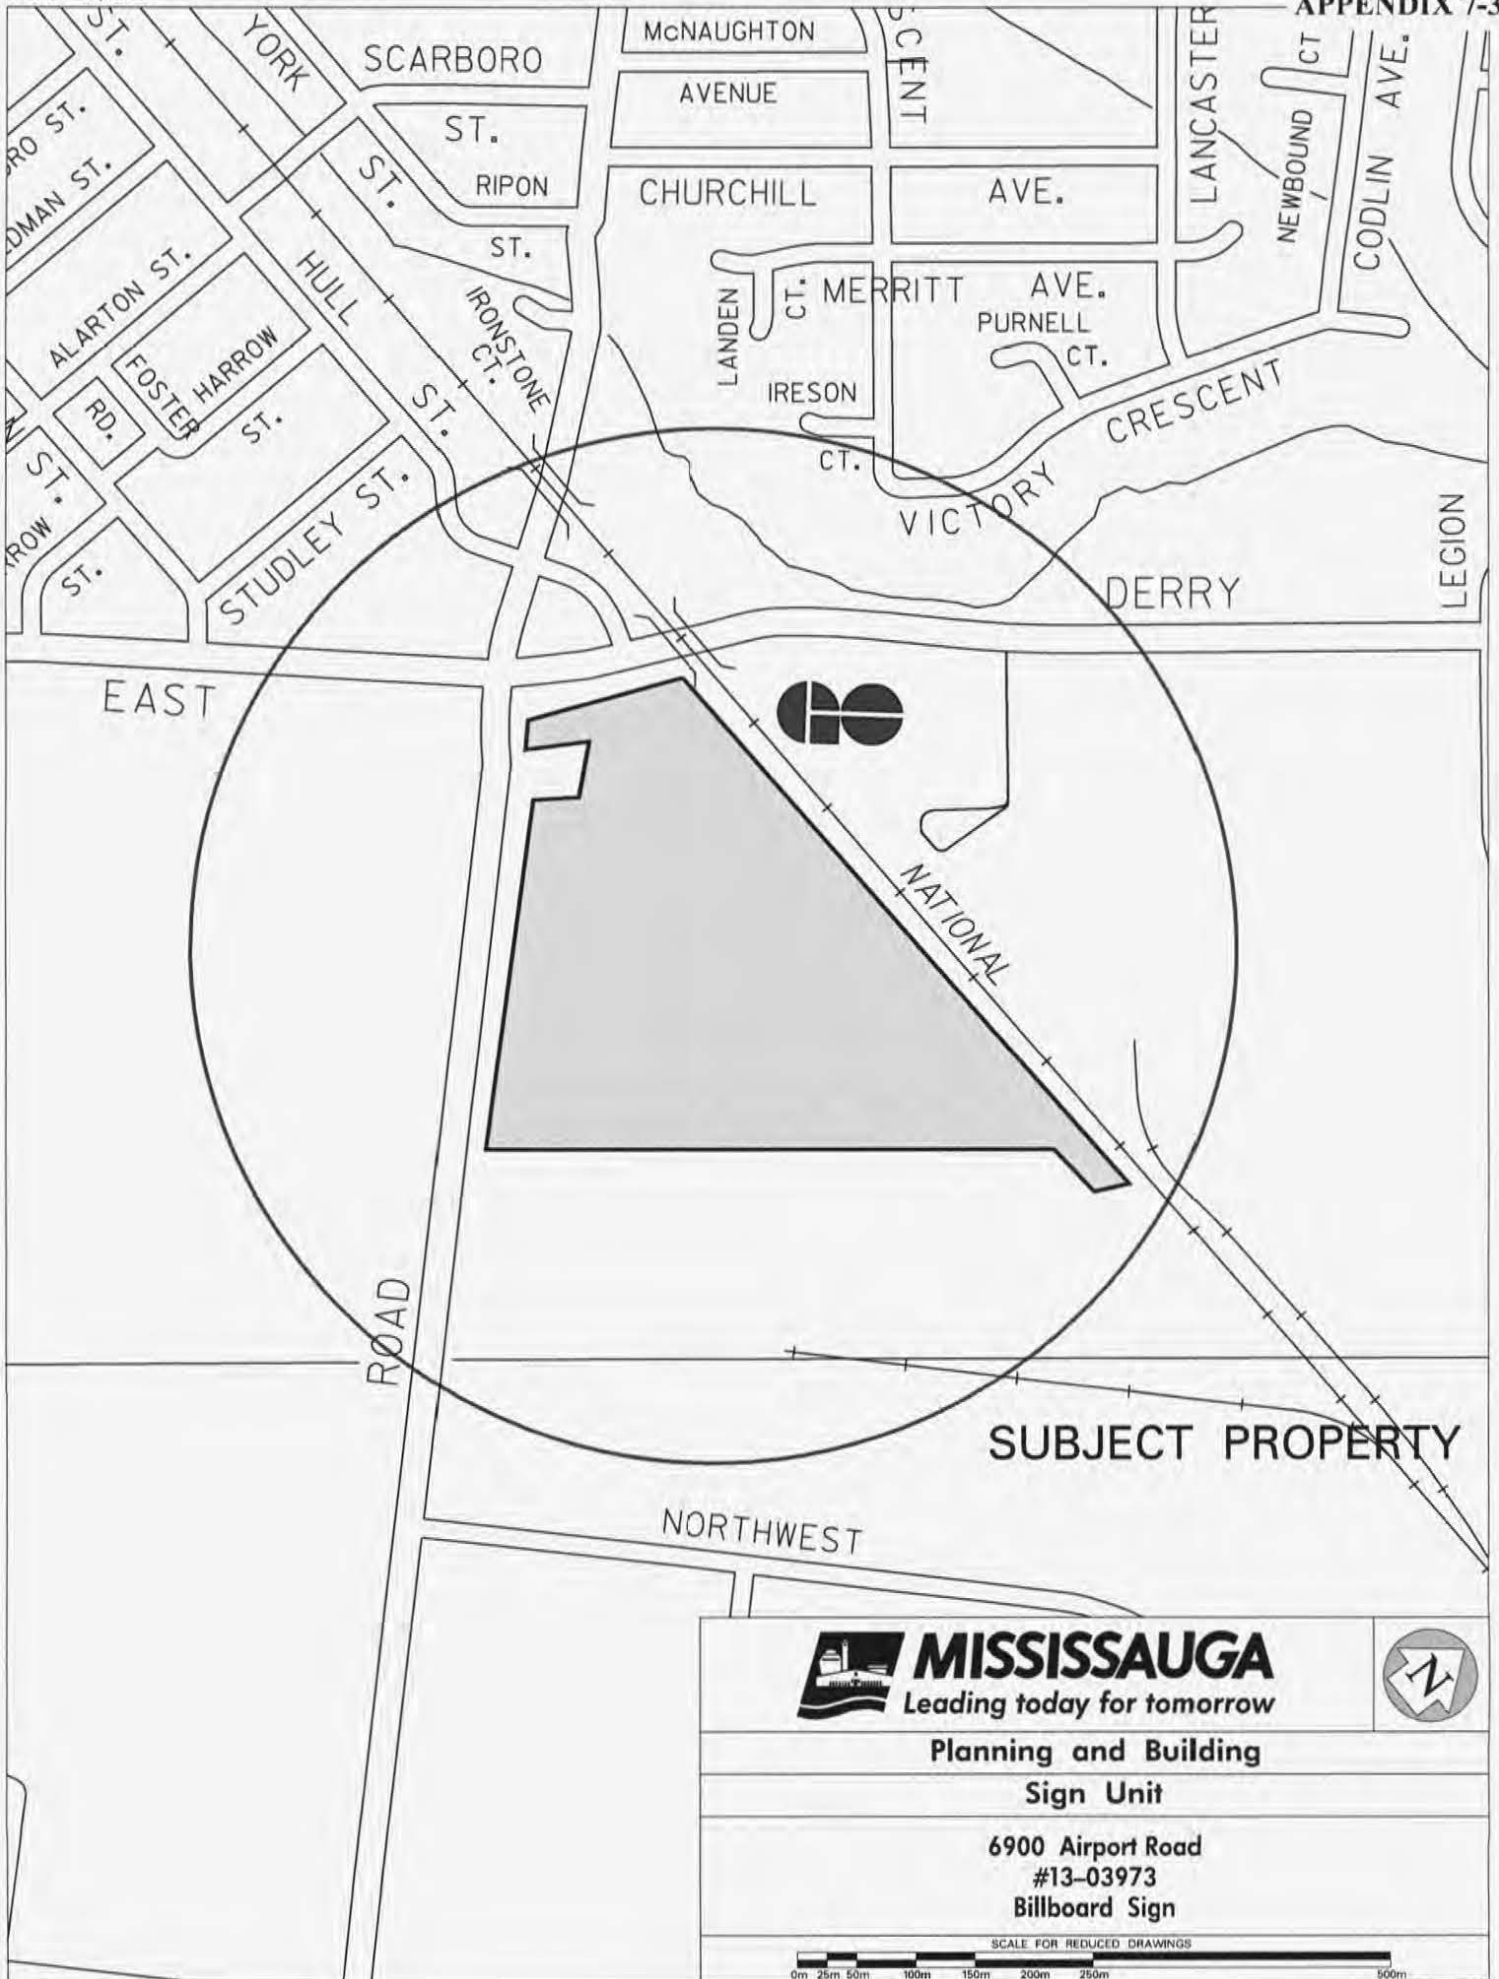 APPENDIX 7-3
ST.
YORK
ST.
SCARBORO
ST.
McNAUGHTON
AVENUE
LANCASTER
NEWBOUND CT
CODLIN AVE.
RIPON
ST.
CHURCHILL AVE.
ST.
ALARTON ST.
HULL
ST.
IRONSTONE
CT.
LANDEN
CT.
MERRITT AVE.
PURNELL
CT.
FOSTER
RD.
HARROW
ST.
IRESON
CT.
CRESCENT
VICTORY
ST.
ST.
STUDLEY ST.
DERRY
LEGION
EAST
GO
NATIONAL
ROAD
SUBJECT PROPERTY
NORTHWEST
MISSISSAUGA
Leading today for tomorrow
N
Planning and Building
Sign Unit
6900 Airport Road
#13-03973
Billboard Sign
SCALE FOR REDUCED DRAWINGS
0m 25m 50m 100m 150m 200m 250m 500m